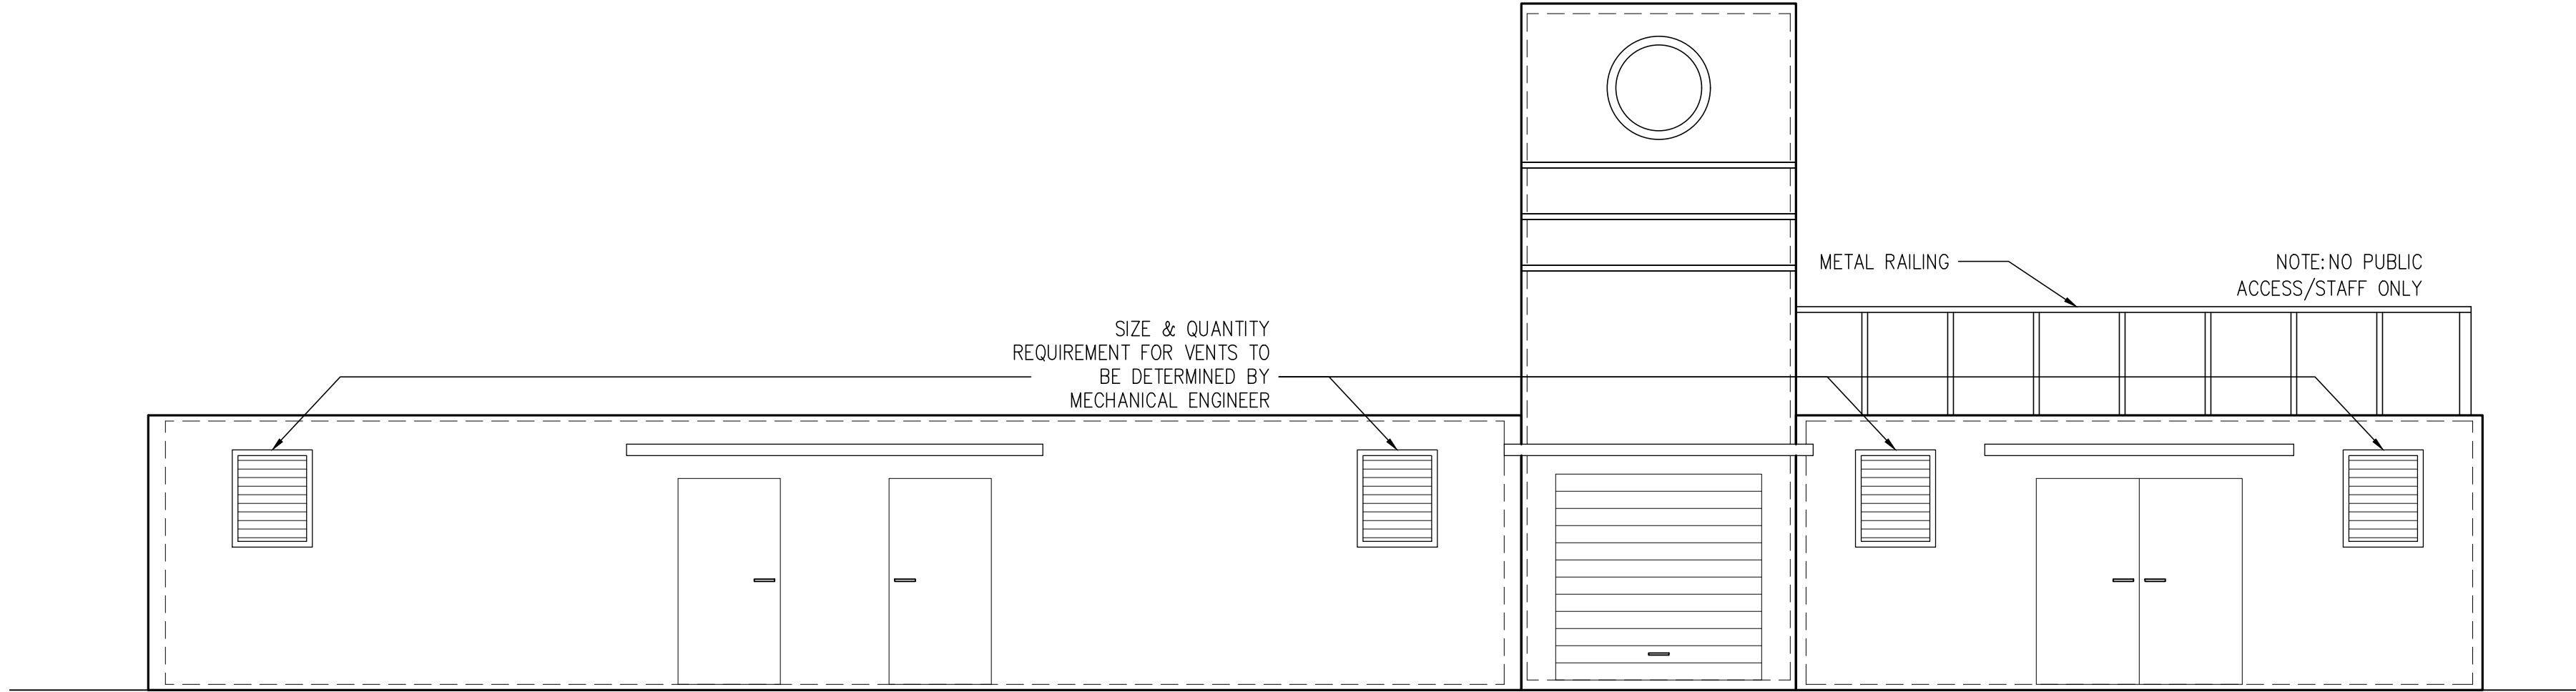 METAL RAILING
NOTE:NO PUBLIC
ACCESS/STAFF ONLY
SIZE & QUANTITY
REQUIREMENT FOR VENTS TO
BE DETERMINED BY
MECHANICAL ENGINEER